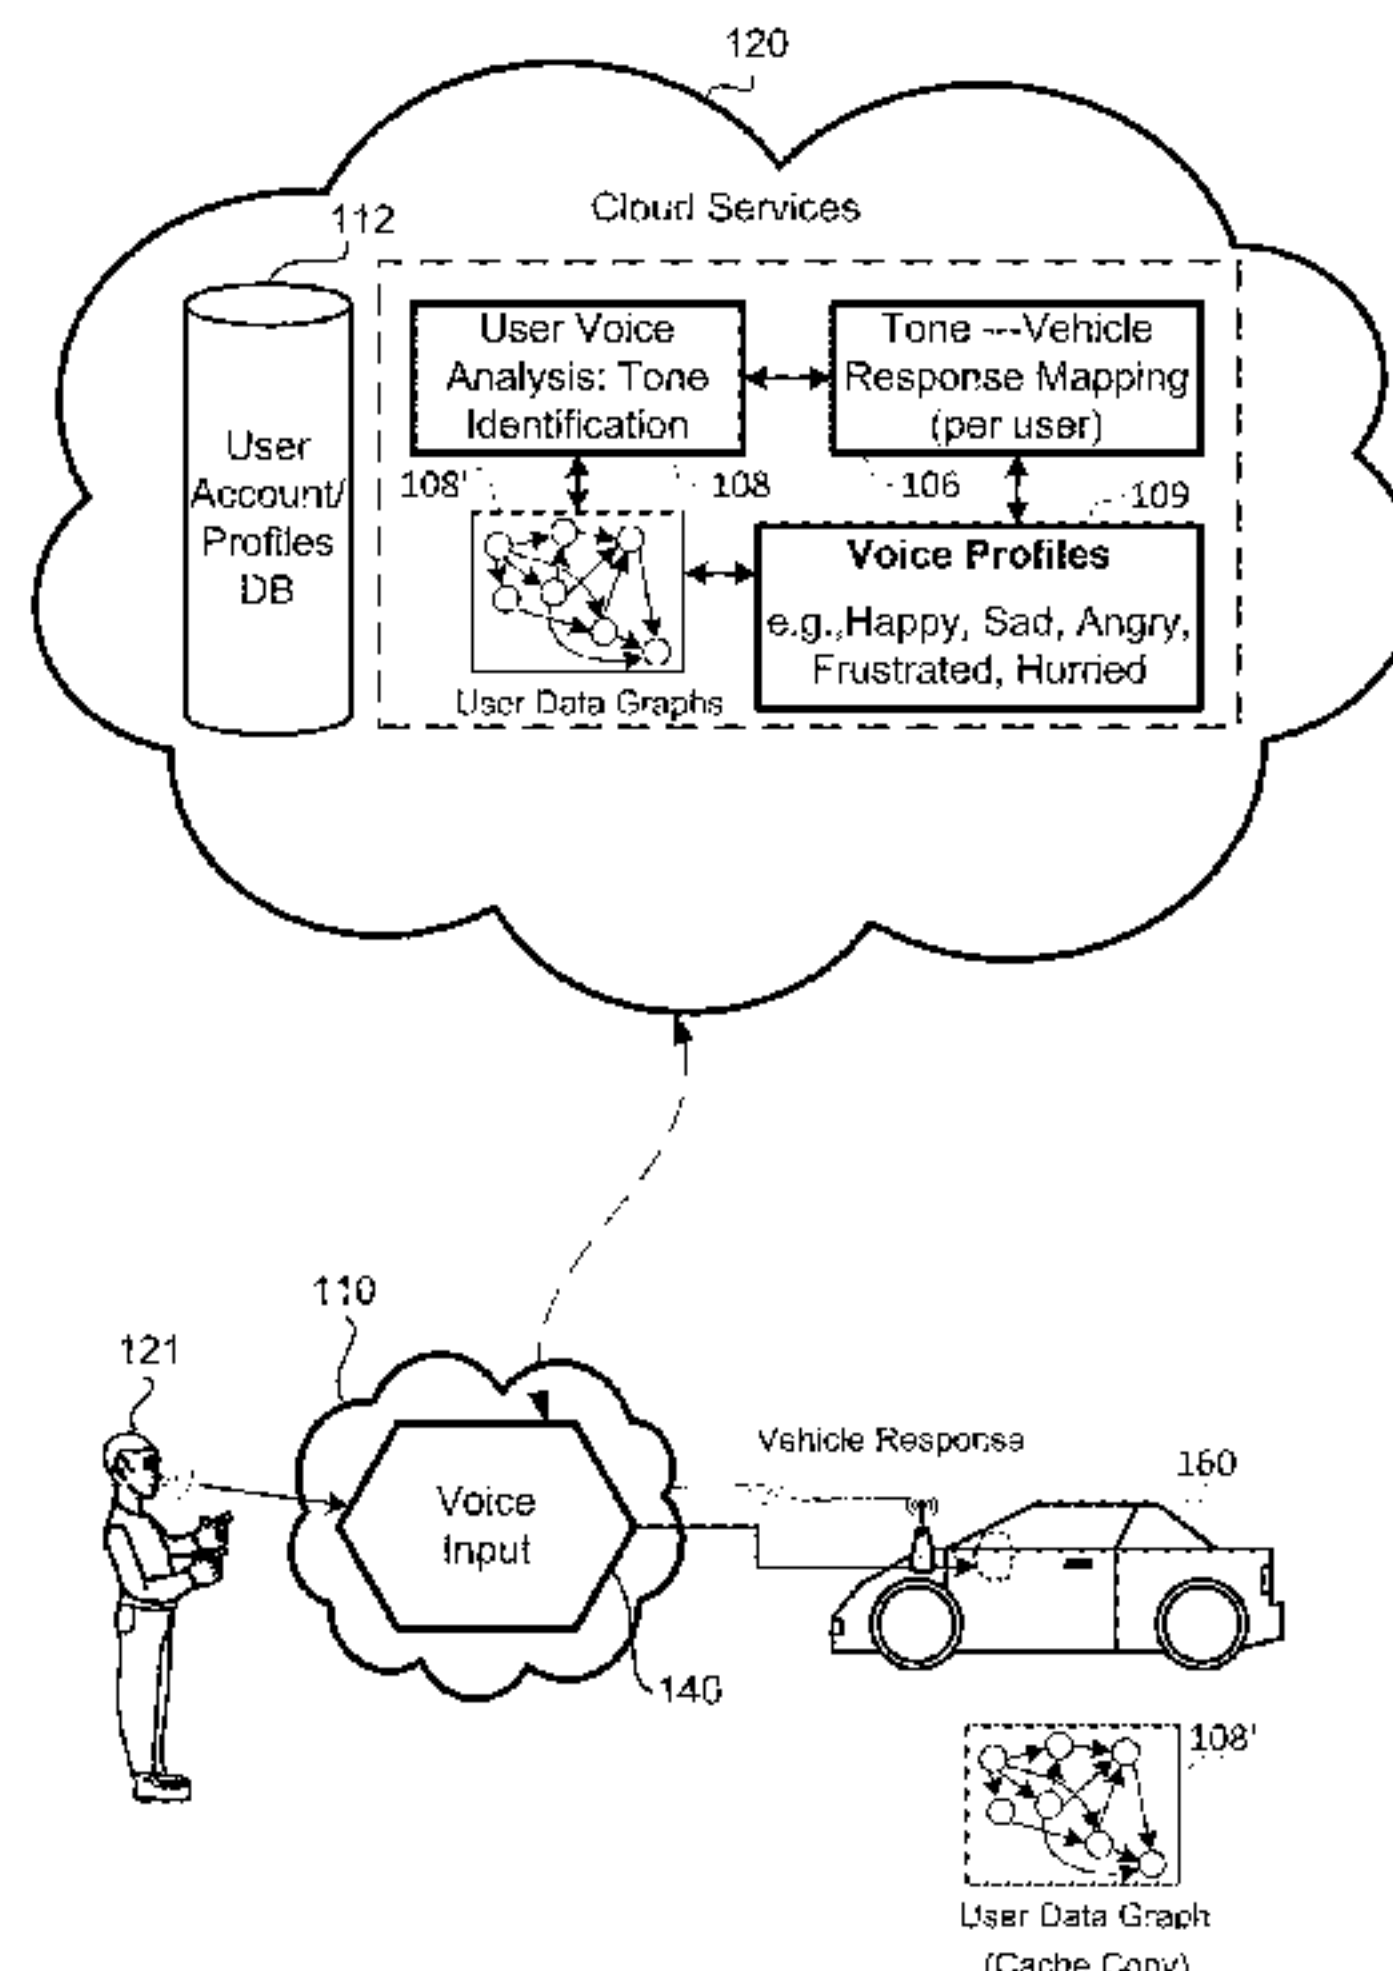 120
Cloud Services
112
User Voice
Analysis: Tone
Identification
Tone ---Vehicle
Response Mapping
(per user)
User
Account/
Profiles
DB
108'
108
106
109
Voice Profiles
e.g.,Happy, Sad, Angry,
Frustrated, Hurried
User Data Graphs
110
121
Vehicle Response
160
Voice
Input
140
108'
User Data Graph
(Cache Copy)